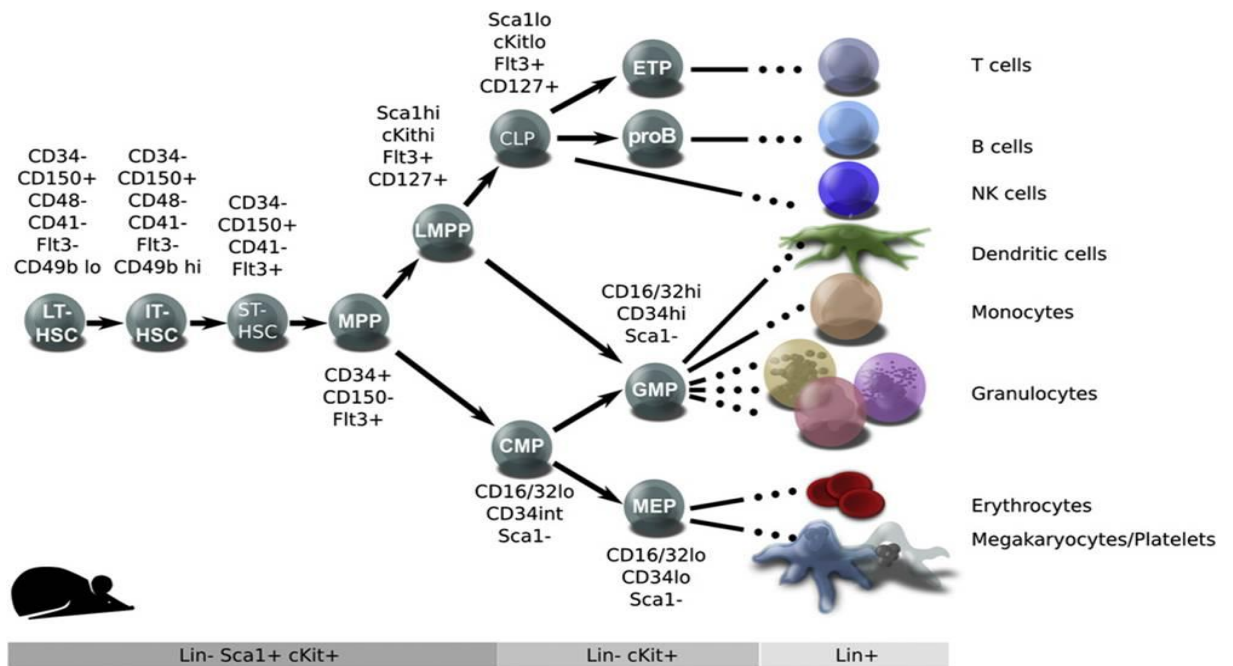 Sca1lo
cKitlo
Flt3+
CD127+
ETP
T cells
Sca1hi
cKithi
Flt3+
CD127+
CLP
proB
B cells
NK cells
CD34-
CD150+
CD48-
CD41-
Flt3-
CD49b lo
CD34-
CD150+
CD48-
CD41-
Flt3-
CD49b hi
CD34-
CD150+
CD41-
Flt3+
LMPP
Dendritic cells
LT-
HSC
IT-
HSC
ST-
HSC
MPP
CD16/32hi
CD34hi
Sca1-
Monocytes
CD34+
CD150-
Flt3+
GMP
Granulocytes
CMP
CD16/32lo
CD34int
Sca1-
MEP
CD16/32lo
CD34lo
Sca1-
Erythrocytes
Megakaryocytes/Platelets
Lin- Sca1+ cKit+
Lin- cKit+
Lin+